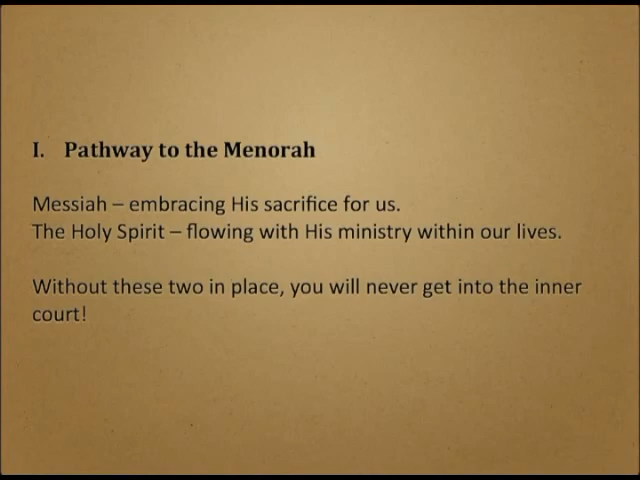 I. Pathway to the Menorah
Messiah – embracing His sacrifice for us.
The Holy Spirit – flowing with His ministry within our lives.
Without these two in place, you will never get into the inner
court!